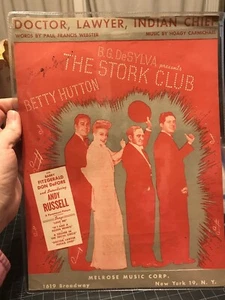 DOCTOR, LAWYER, INDIAN CHIEF
WORDS BY PAUL FRANCIS WEBSTER
MUSIC BY HOAGY CARMICHAEL
B.G. DeSYLVA presents
THE STORK CLUB
BETTY HUTTON
BARRY
FITZGERALD
DON DeFORE
ANDY
RUSSELL
MELROSE MUSIC CORP.
1619 Broadway
New York 19, N. Y.